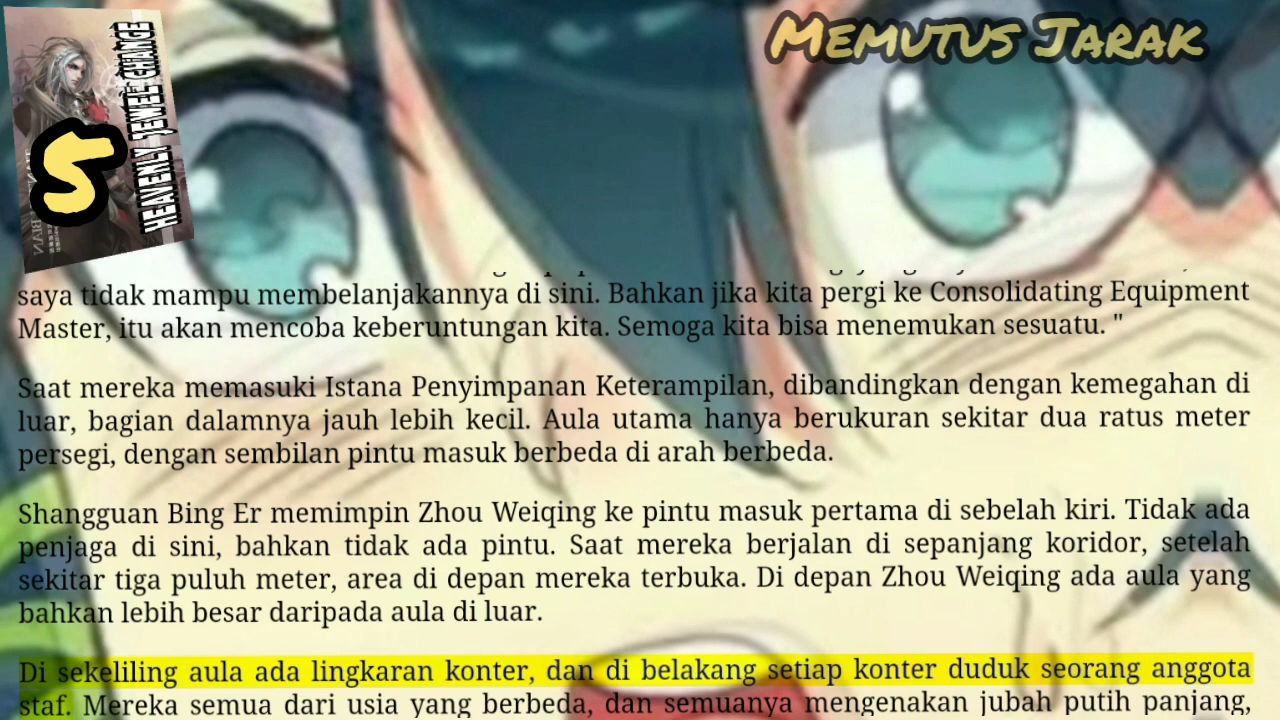 MEMUTUS JARAK
HEAVENLY JEWEL CHANGE
5
saya tidak mampu membelanjakannya di sini. Bahkan jika kita pergi ke Consolidating Equipment
Master, itu akan mencoba keberuntungan kita. Semoga kita bisa menemukan sesuatu. "
Saat mereka memasuki Istana Penyimpanan Keterampilan, dibandingkan dengan kemegahan di
luar, bagian dalamnya jauh lebih kecil. Aula utama hanya berukuran sekitar dua ratus meter
persegi, dengan sembilan pintu masuk berbeda di arah berbeda.
Shangguan Bing Er memimpin Zhou Weiqing ke pintu masuk pertama di sebelah kiri. Tidak ada
penjaga di sini, bahkan tidak ada pintu. Saat mereka berjalan di sepanjang koridor, setelah
sekitar tiga puluh meter, area di depan mereka terbuka. Di depan Zhou Weiqing ada aula yang
bahkan lebih besar daripada aula di luar.
Di sekeliling aula ada lingkaran konter, dan di belakang setiap konter duduk seorang anggota
staf. Mereka semua dari usia yang berbeda, dan semuanya mengenakan jubah putih panjang,